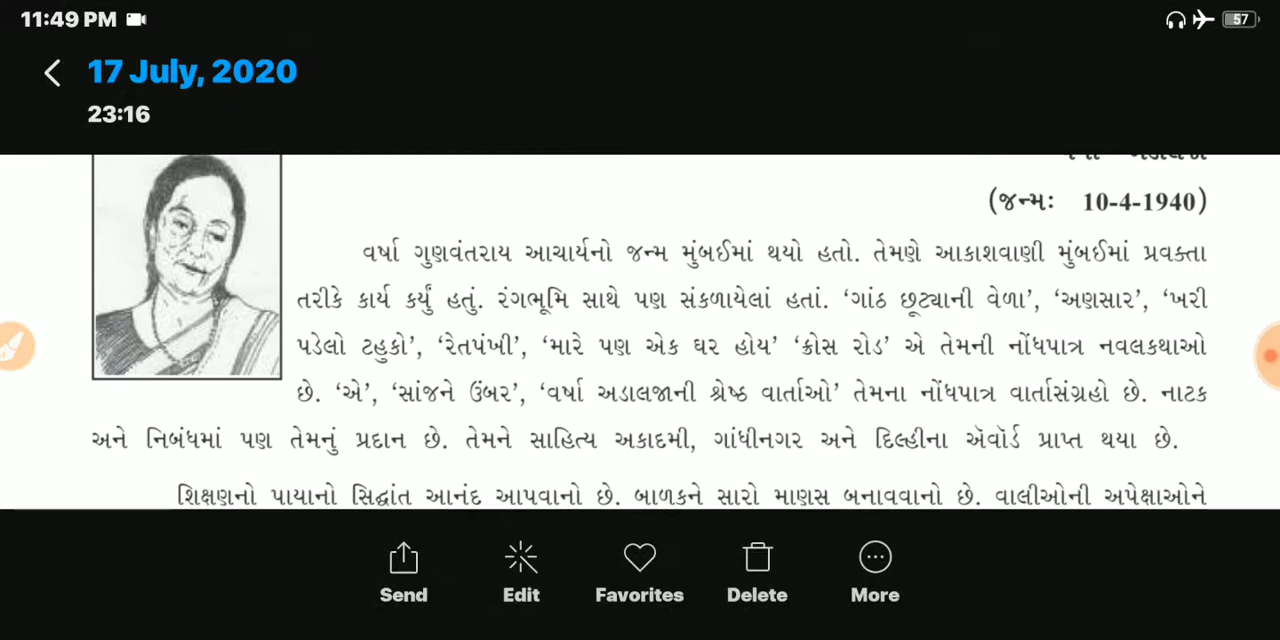 11:49 PM
57
17 July, 2020
23:16
(જન્મઃ 10-4-1940)
વર્ષા ગુણવંતરાય આચાર્યનો જન્મ મુંબઈમાં થયો હતો. તેમણે આકાશવાણી મુંબઈમાં પ્રવક્તા
તરીકે કાર્ય કર્યું હતું. રંગભૂમિ સાથે પણ સંકળાયેલાં હતાં. ‘ગાંઠ છૂટ્યાની વેળા’, ‘અણસાર’, ‘ખરી
પડેલો ટહુકો’, ‘રેતપંખી’, ‘મારે પણ એક ઘર હોય’ ‘ક્રોસ રોડ’ એ તેમની નોંધપાત્ર નવલકથાઓ
છે. ‘એ’, ‘સાંજને ઉંબર’, ‘વર્ષા અડાલજાની શ્રેષ્ઠ વાર્તાઓ’ તેમના નોંધપાત્ર વાર્તાસંગ્રહો છે. નાટક
અને નિબંધમાં પણ તેમનું પ્રદાન છે. તેમને સાહિત્ય અકાદમી, ગાંધીનગર અને દિલ્હીના ઍવૉર્ડ પ્રાપ્ત થયા છે.
શિક્ષણનો પાયાનો સિદ્ધાંત આનંદ આપવાનો છે. બાળકને સારો માણસ બનાવવાનો છે. વાલીઓની અપેક્ષાઓને
Send Edit Favorites Delete More